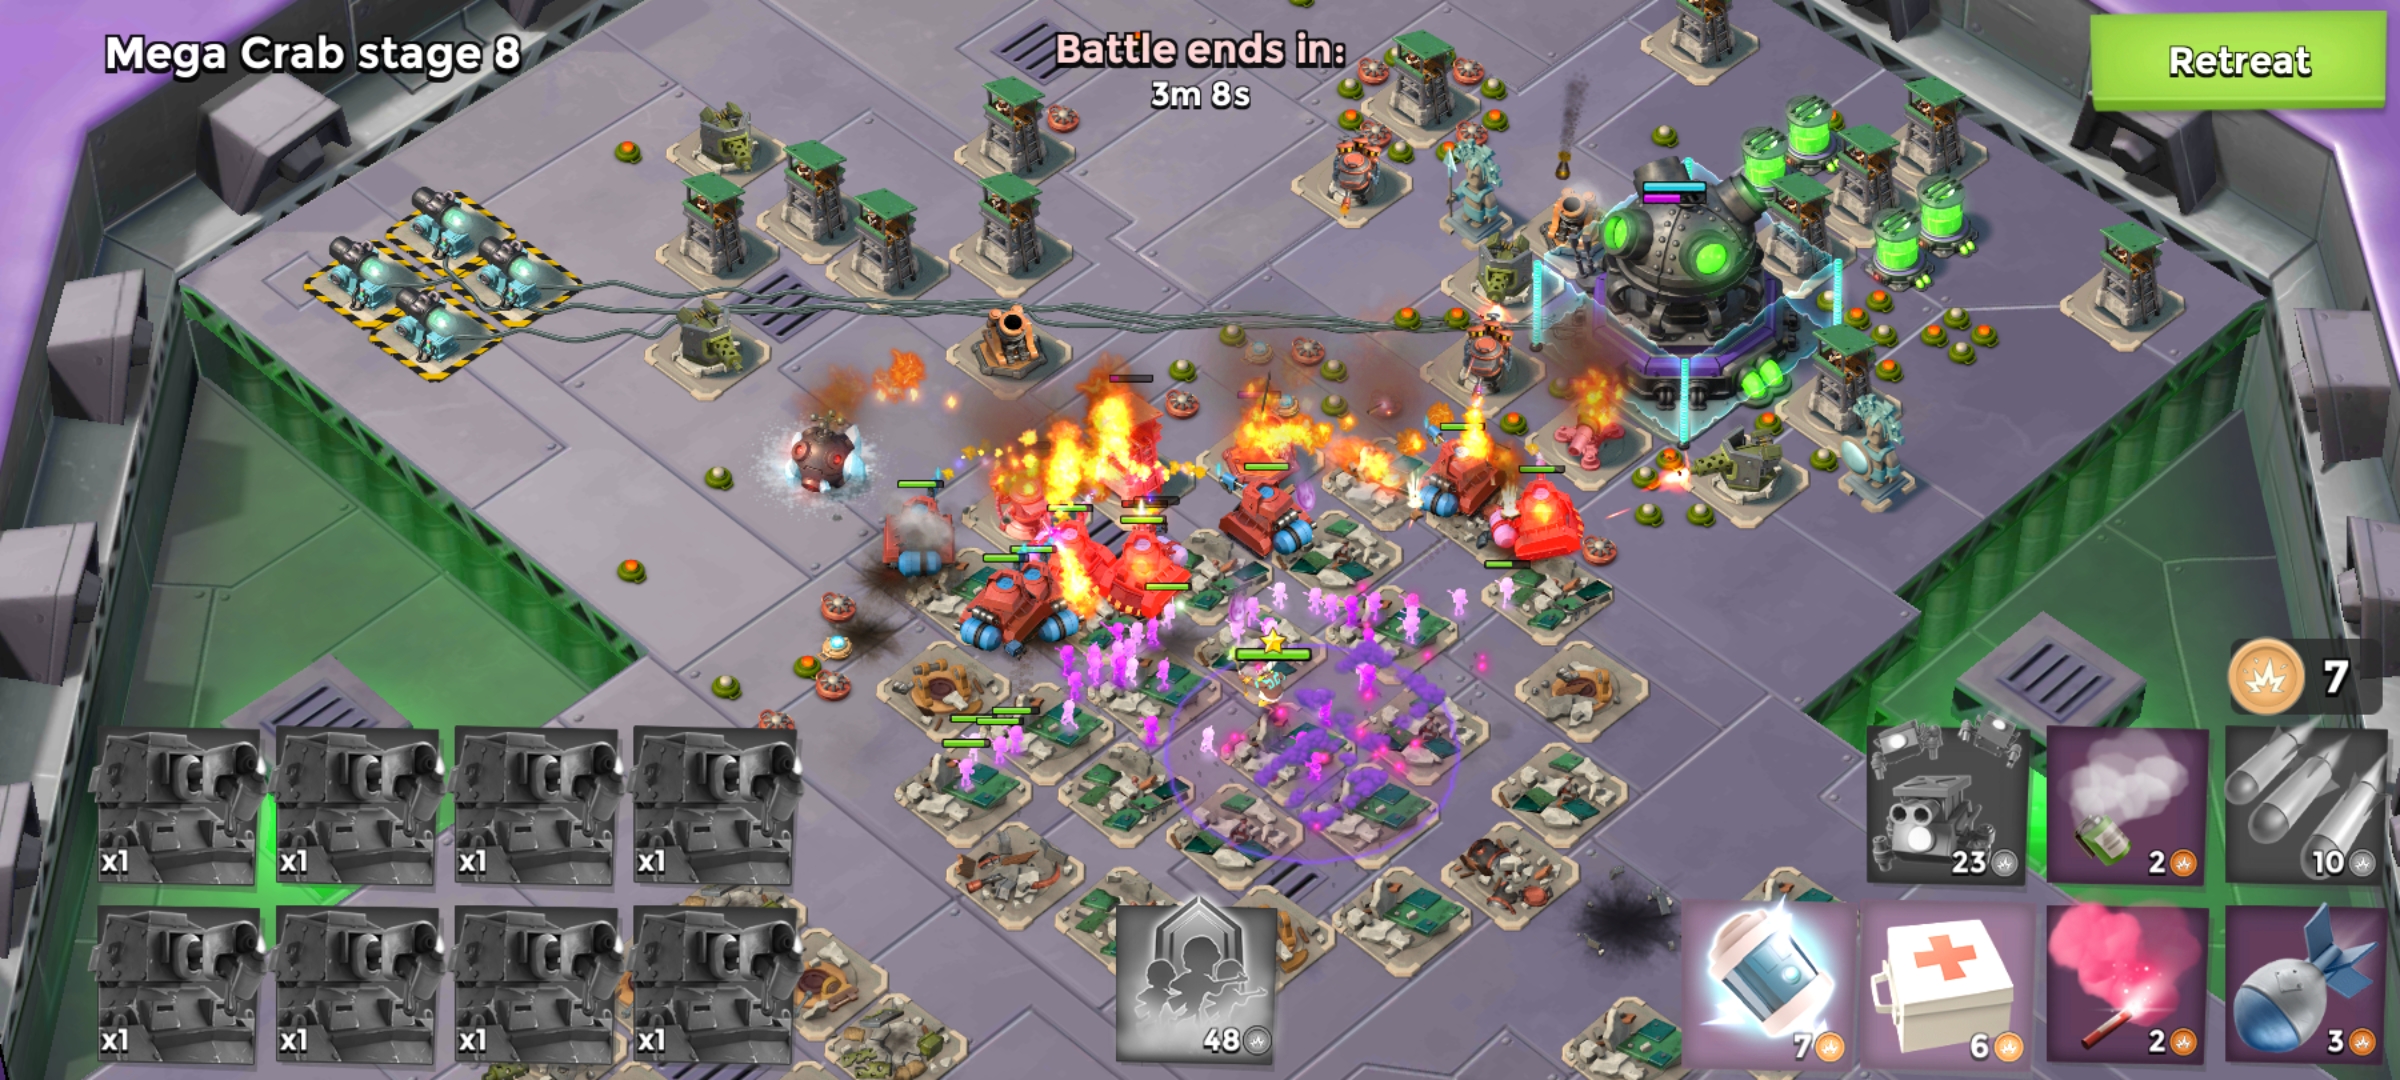 Mega Crab stage 8
Battle ends in:
3m 8s
Retreat
7
x1
x1
x1
x1
23
2
10
x1
x1
x1
x1
48
7
6
2
3